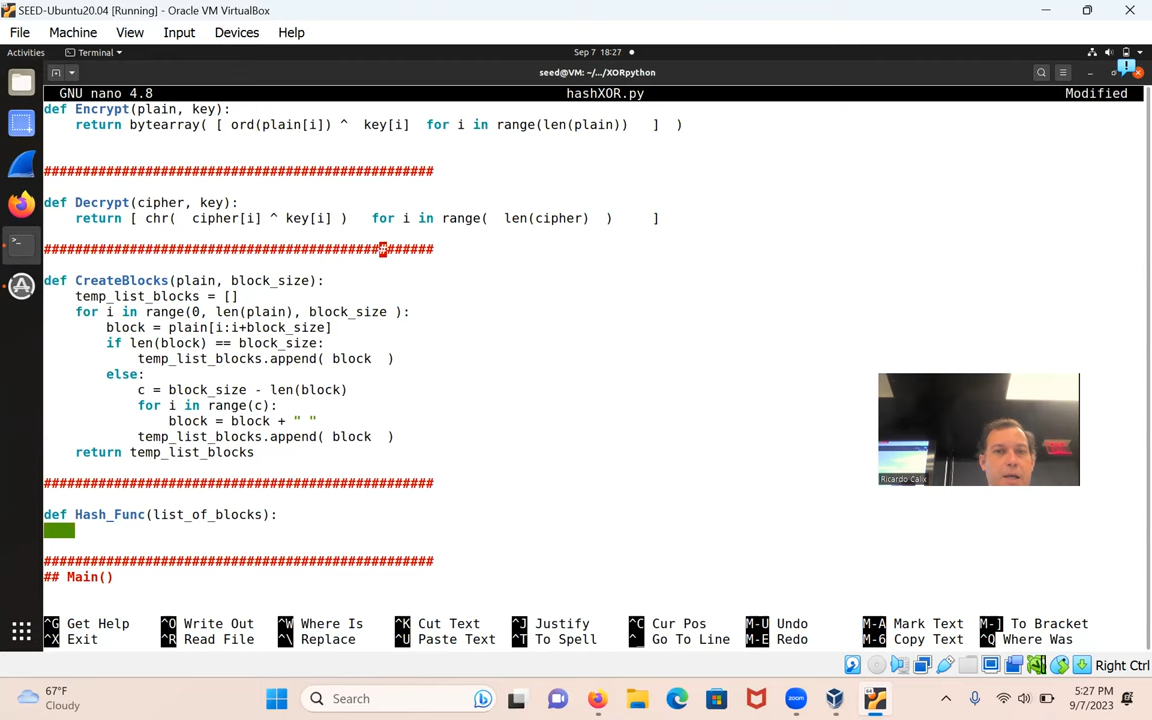 SEED-Ubuntu20.04 [Running] - Oracle VM VirtualBox
File Machine View Input Devices Help
Activities Terminal Sep 7 18:27
seed@VM: ~/.../XORpython
GNU nano 4.8 hashXOR.py Modified
def Encrypt(plain, key):
    return bytearray( [ ord(plain[i]) ^  key[i]  for i in range(len(plain))   ]  )
##################################################
def Decrypt(cipher, key):
    return [ chr(  cipher[i] ^ key[i] )   for i in range(  len(cipher)  )     ]
##################################################
def CreateBlocks(plain, block_size):
    temp_list_blocks = []
    for i in range(0, len(plain), block_size ):
        block = plain[i:i+block_size]
        if len(block) == block_size:
            temp_list_blocks.append( block  )
        else:
            c = block_size - len(block)
            for i in range(c):
                block = block + " "
            temp_list_blocks.append( block  )
    return temp_list_blocks
##################################################
def Hash_Func(list_of_blocks):
##################################################
## Main()
^G Get Help ^O Write Out ^W Where Is ^K Cut Text ^J Justify ^C Cur Pos M-U Undo M-A Mark Text M-] To Bracket
^X Exit ^R Read File ^\ Replace ^U Paste Text ^T To Spell ^_ Go To Line M-E Redo M-6 Copy Text ^Q Where Was
Ricardo Calix
Right Ctrl
67°F
Cloudy
Search
zoom
5:27 PM
9/7/2023